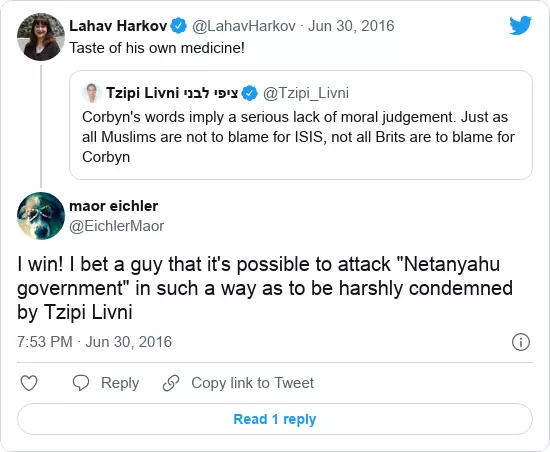 Lahav Harkov @LahavHarkov · Jun 30, 2016
Taste of his own medicine!
Tzipi Livni ציפי לבני @Tzipi_Livni
Corbyn's words imply a serious lack of moral judgement. Just as
all Muslims are not to blame for ISIS, not all Brits are to blame for
Corbyn
maor eichler
@EichlerMaor
I win! I bet a guy that it's possible to attack "Netanyahu
government" in such a way as to be harshly condemned
by Tzipi Livni
7:53 PM · Jun 30, 2016
Reply Copy link to Tweet
Read 1 reply